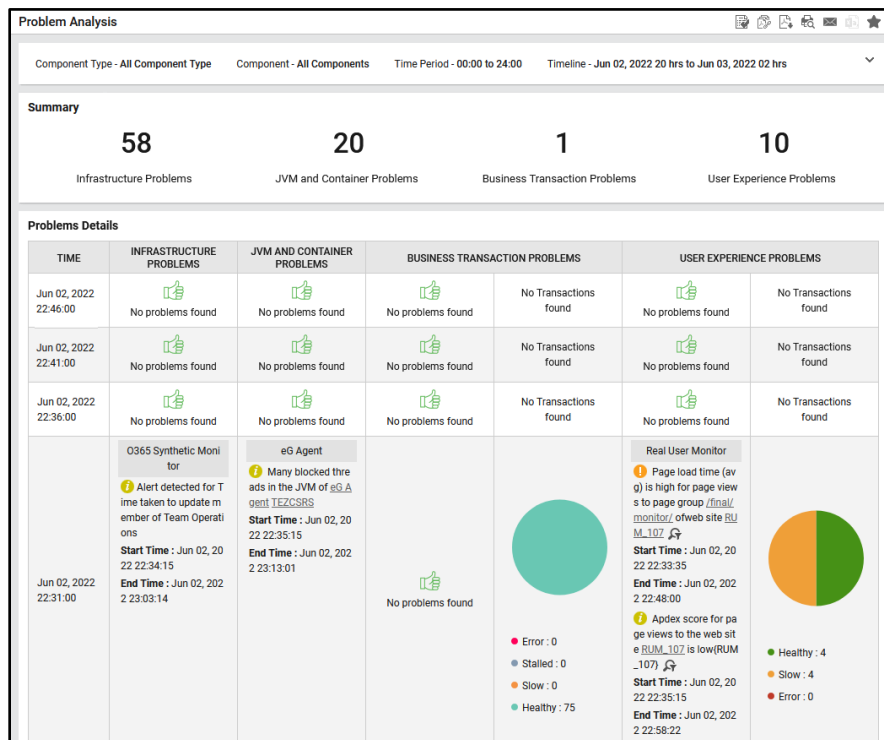 Problem Analysis
Component Type - All Component Type Component - All Components Time Period - 00:00 to 24:00 Timeline - Jun 02, 2022 20 hrs to Jun 03, 2022 02 hrs
Summary
58 20 1 10
Infrastructure Problems JVM and Container Problems Business Transaction Problems User Experience Problems
Problems Details
TIME INFRASTRUCTURE PROBLEMS JVM AND CONTAINER PROBLEMS BUSINESS TRANSACTION PROBLEMS USER EXPERIENCE PROBLEMS
Jun 02, 2022
22:46:00
No problems found
No problems found
No problems found
No Transactions
found
No problems found
No Transactions
found
Jun 02, 2022
22:41:00
No problems found
No problems found
No problems found
No Transactions
found
No problems found
No Transactions
found
Jun 02, 2022
22:36:00
No problems found
No problems found
No problems found
No Transactions
found
No problems found
No Transactions
found
Jun 02, 2022
22:31:00
O365 Synthetic Moni
tor
Alert detected for T
ime taken to update m
ember of Team Operati
ons
Start Time : Jun 02, 20
22 22:34:15
End Time : Jun 02, 202
2 23:03:14
eG Agent
Many blocked thre
ads in the JVM of eG A
gent TEZCSRS
Start Time : Jun 02, 20
22 22:35:15
End Time : Jun 02, 202
2 23:13:01
No problems found
Error : 0
Stalled : 0
Slow : 0
Healthy : 75
Real User Monitor
Page load time (av
g) is high for page view
s to page group /final/
monitor/ ofweb site RU
M_107
Start Time : Jun 02, 20
22 22:33:35
End Time : Jun 02, 202
2 22:48:00
Apdex score for pa
ge views to the web sit
e RUM_107 is low{RUM
_107}
Start Time : Jun 02, 20
22 22:35:15
End Time : Jun 02, 202
2 22:58:22
Healthy : 4
Slow : 4
Error : 0